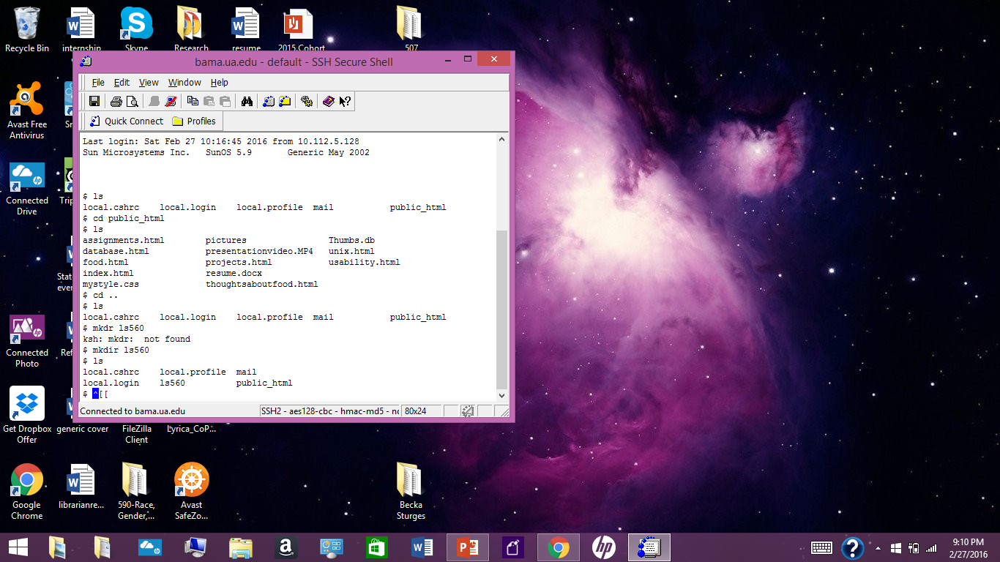 Recycle Bin
internship
Skype
Research
resume
2015.Cohort
507
bama.ua.edu - default - SSH Secure Shell
File Edit View Window Help
Quick Connect Profiles
Last login: Sat Feb 27 10:16:45 2016 from 10.112.5.128
Sun Microsystems Inc.   SunOS 5.9       Generic May 2002
$ ls
local.cshrc    local.login    local.profile  mail           public_html
$ cd public_html
$ ls
assignments.html        pictures                Thumbs.db
database.html           presentationvideo.MP4   unix.html
food.html               projects.html           usability.html
index.html              resume.docx
mystyle.css             thoughtsaboutfood.html
$ cd ..
$ ls
local.cshrc    local.login    local.profile  mail           public_html
$ mkdr ls560
ksh: mkdr:  not found
$ mkdir ls560
$ ls
local.cshrc    local.profile  mail
local.login    ls560          public_html
$ ^[[
Connected to bama.ua.edu
SSH2 - aes128-cbc - hmac-md5 - nc
80x24
Avast Free
Antivirus
Sn
Connected
Drive
Trip
Stat
even
Connected
Photo
Ref
Get Dropbox
Offer
generic cover
FileZilla
Client
Lyrica_CoP...
Google
Chrome
librarianre...
590-Race,
Gender,...
Avast
SafeZo...
Becka
Sturges
9:10 PM
2/27/2016